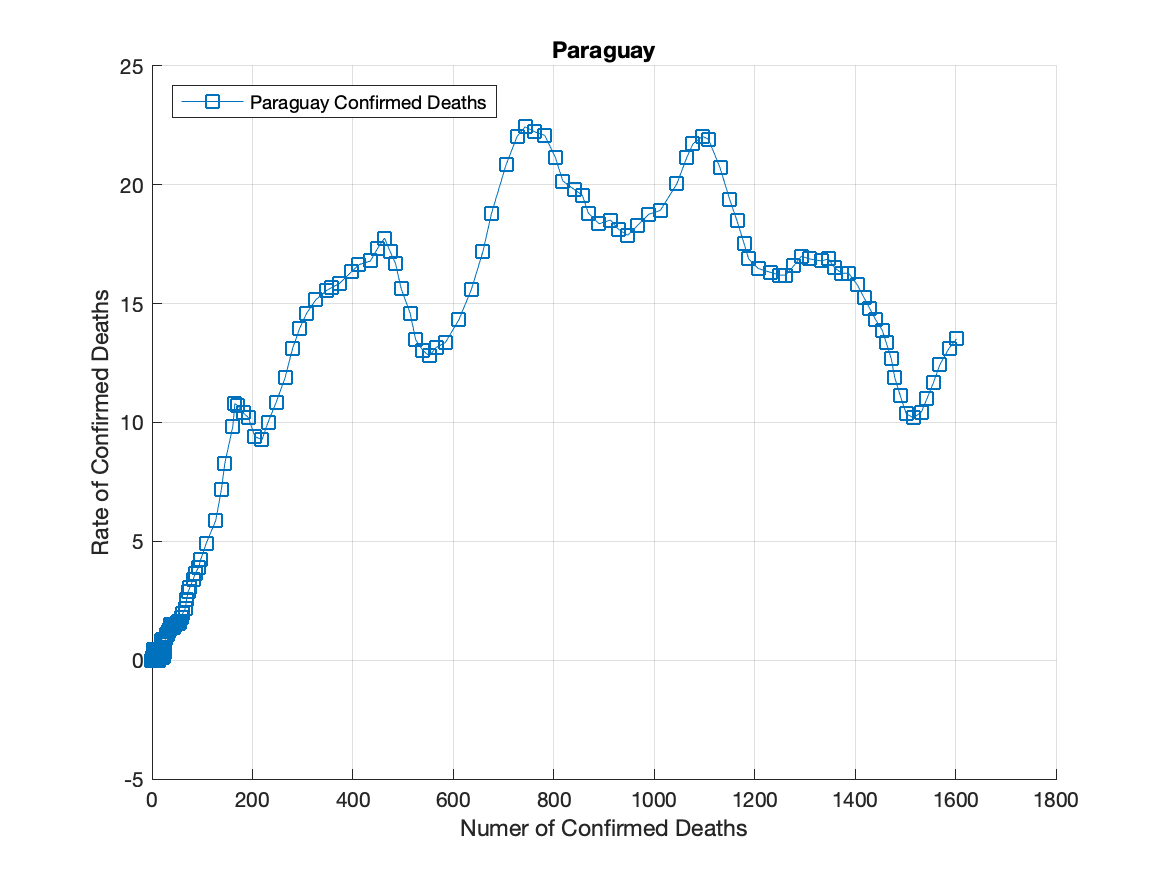 Paraguay
Paraguay Confirmed Deaths
25
20
15
10
5
0
-5
Rate of Confirmed Deaths
0 200 400 600 800 1000 1200 1400 1600 1800
Numer of Confirmed Deaths